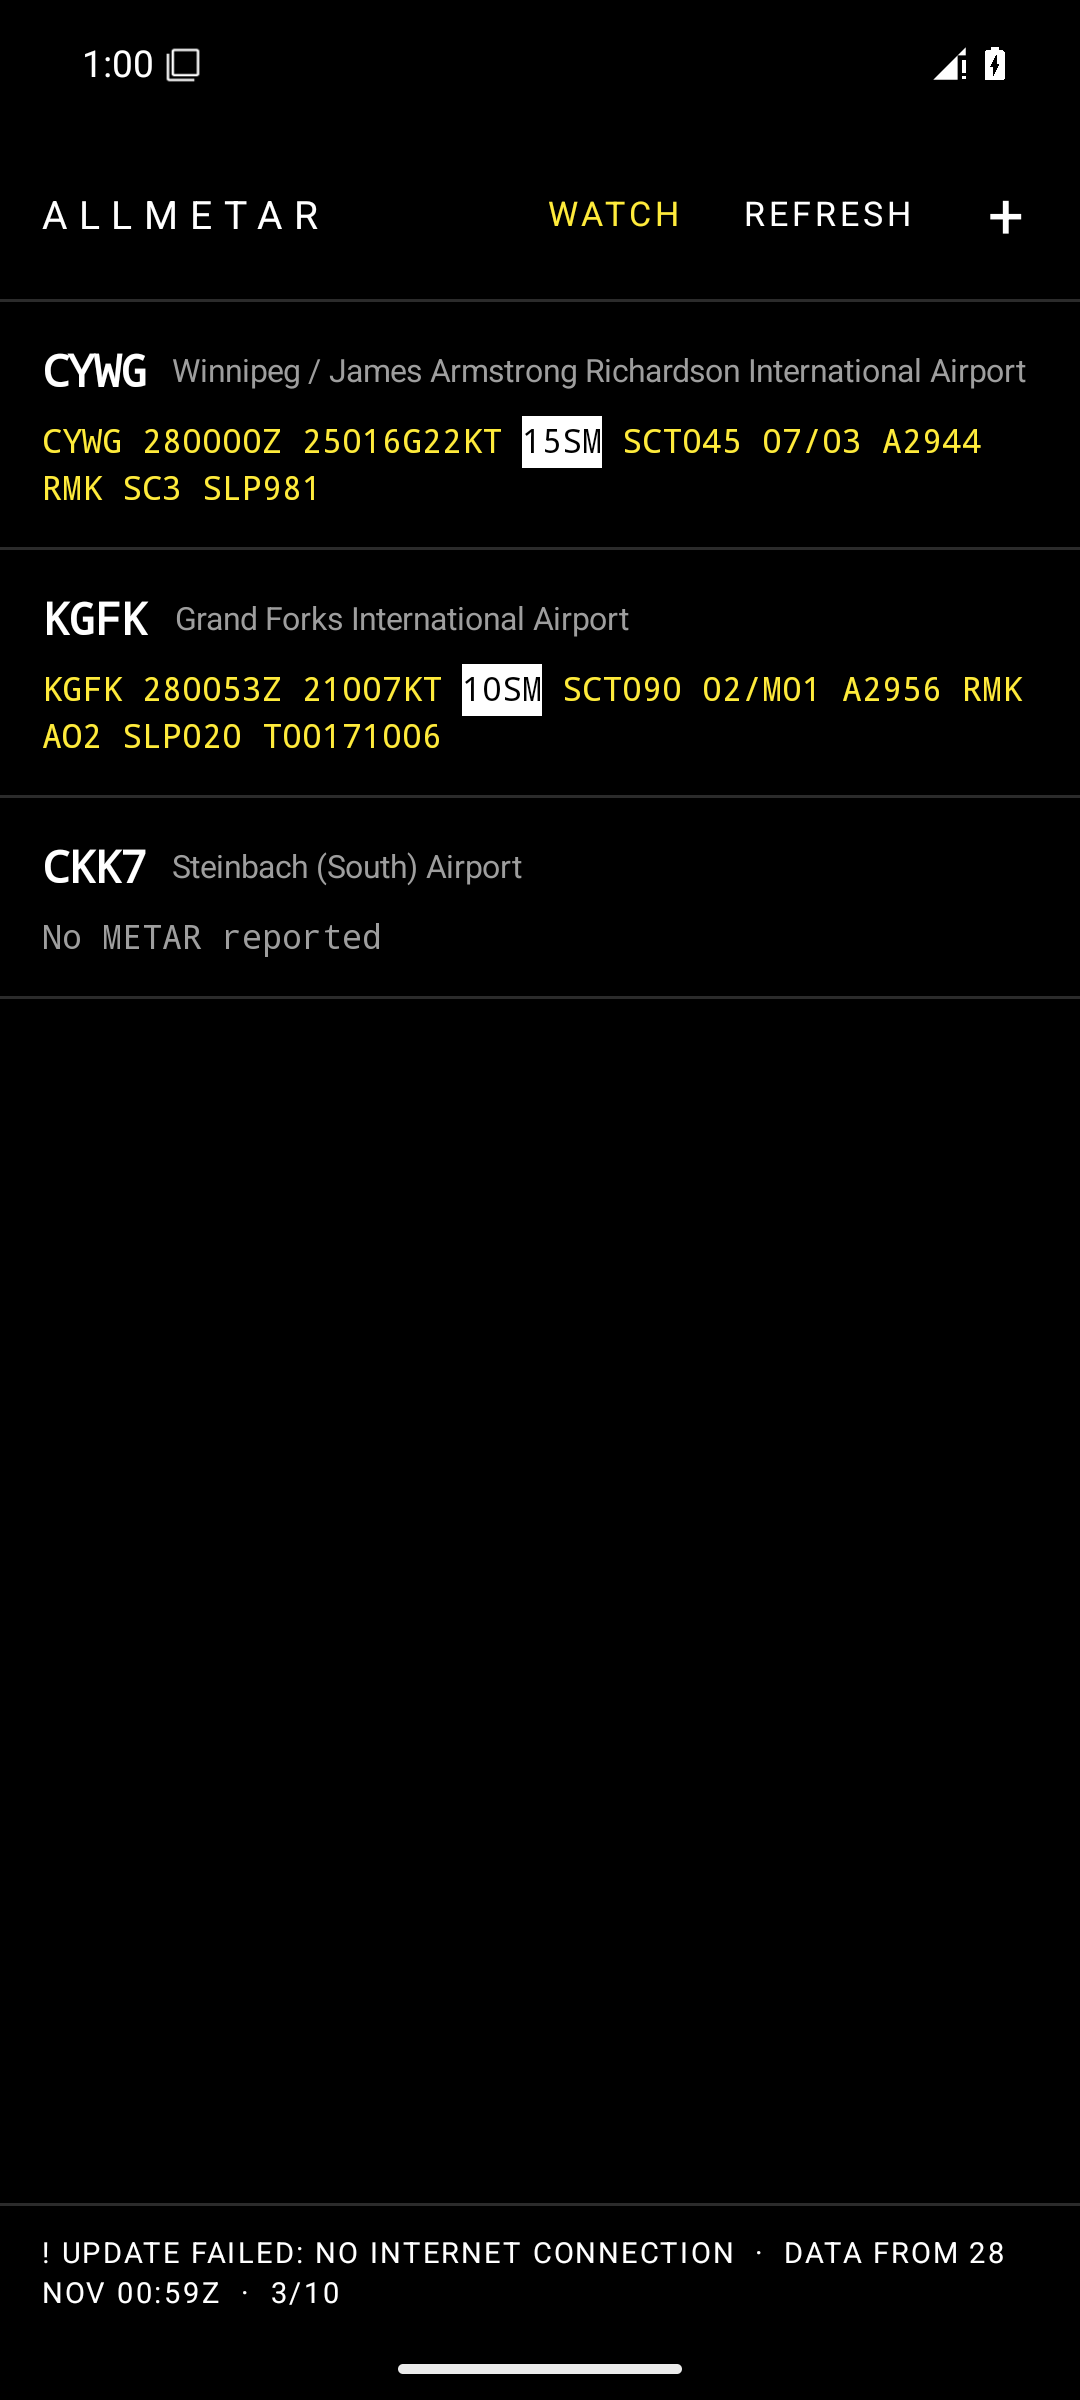 1:00
ALLMETAR WATCH REFRESH +
CYWG Winnipeg / James Armstrong Richardson International Airport
CYWG 280000Z 25016G22KT 15SM SCT045 07/03 A2944
RMK SC3 SLP981
KGFK Grand Forks International Airport
KGFK 280053Z 21007KT 10SM SCT090 02/M01 A2956 RMK
AO2 SLP020 T00171006
CKK7 Steinbach (South) Airport
No METAR reported
! UPDATE FAILED: NO INTERNET CONNECTION · DATA FROM 28
NOV 00:59Z · 3/10